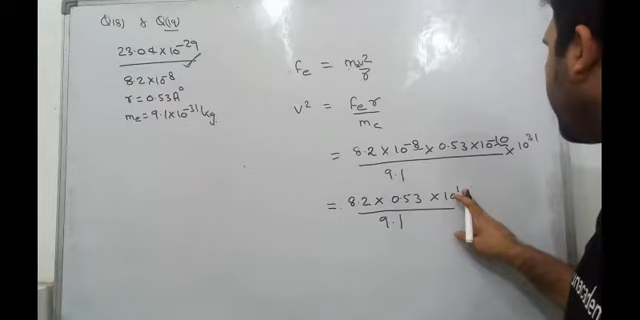 Q(18) & Q(19)
23.04 × 10⁻²⁹
8.2 × 10⁻⁸
r = 0.53 A°
mₑ = 9.1 × 10⁻³¹ kg
fₑ = mv²/r
v² = fₑ r / mₑ
= 8.2 × 10⁻⁸ × 0.53 × 10⁻¹⁰ / 9.1 × 10³¹
= 8.2 × 0.53 × 10 / 9.1
unacaden